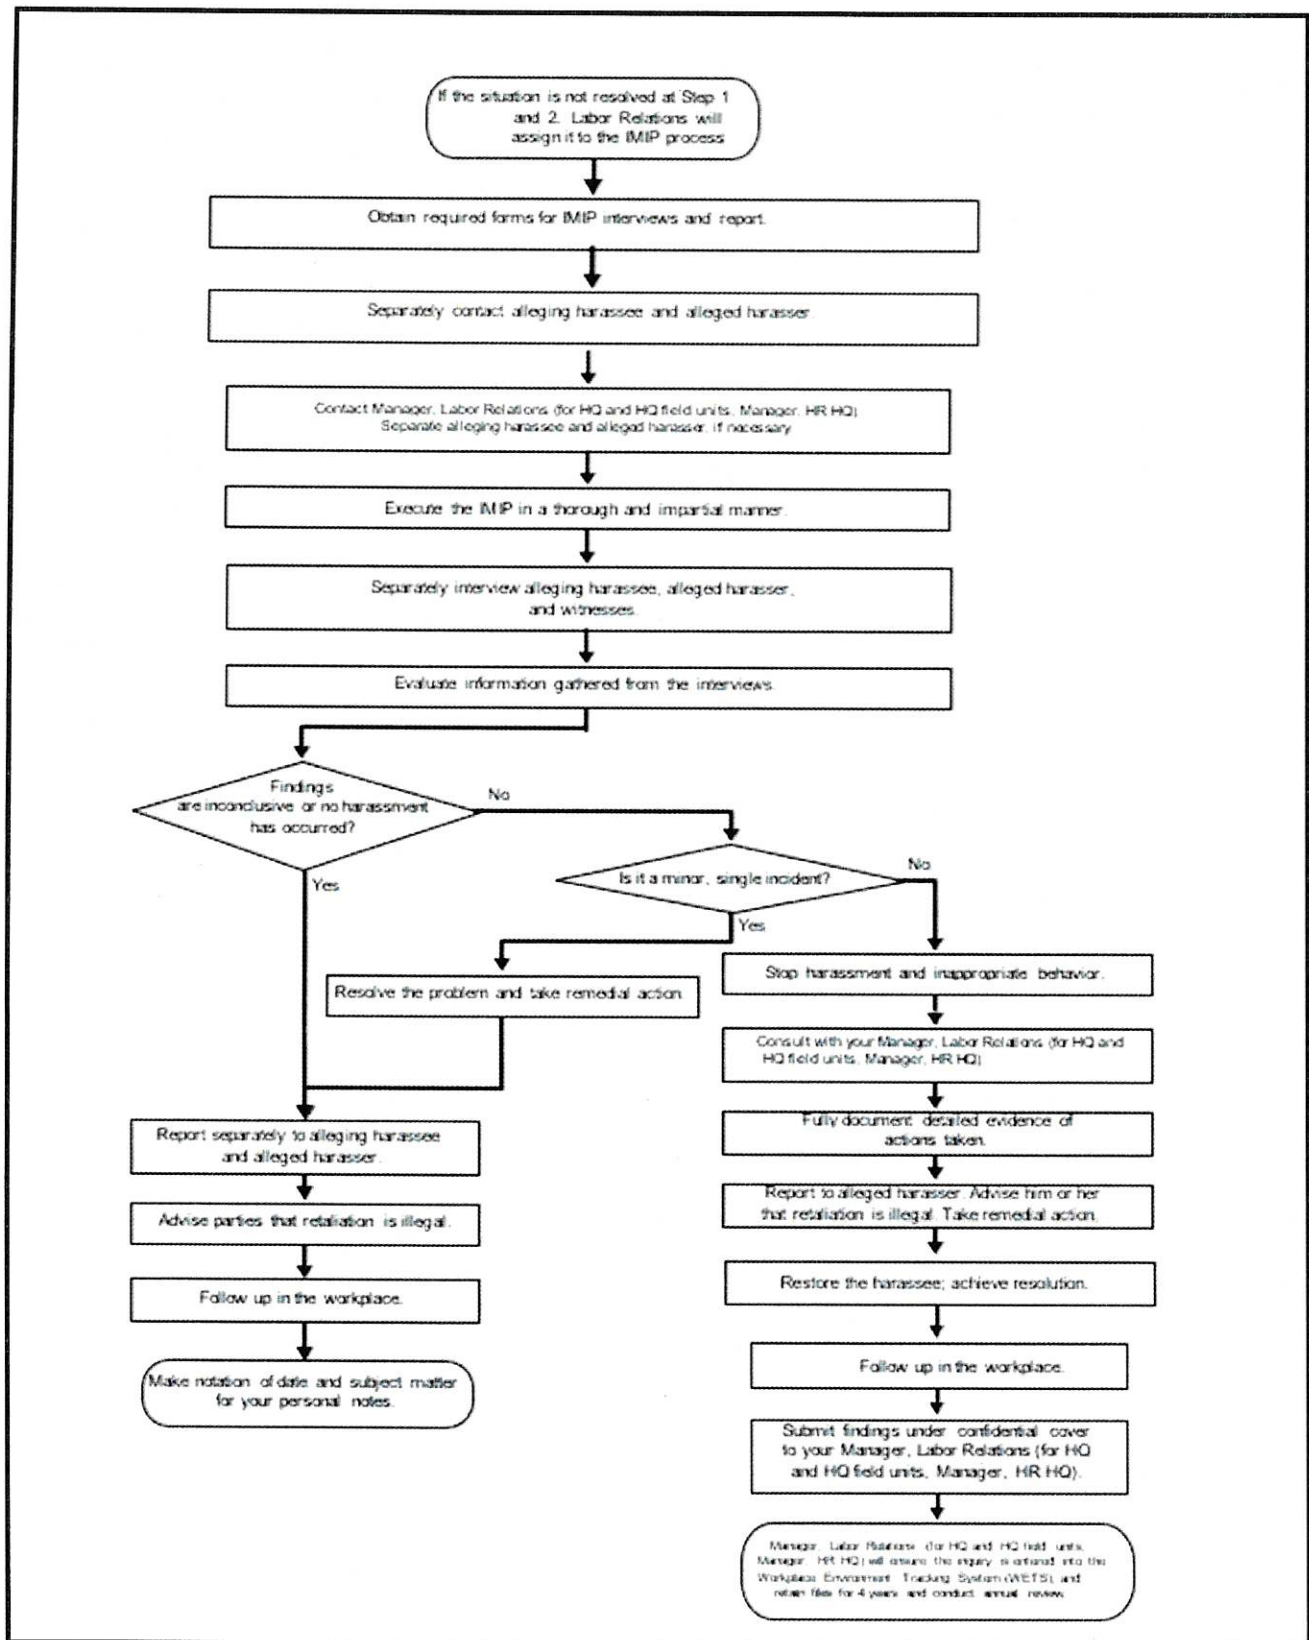 If the situation is not resolved at Step 1
and 2. Labor Relations will
assign it to the IMIP process
Obtain required forms for IMIP interviews and report.
Separately contact alleging harassee and alleged harasser.
Contact Manager, Labor Relations (for HQ and HQ field units, Manager, HR HQ)
Separate alleging harassee and alleged harasser, if necessary
Execute the IMIP in a thorough and impartial manner.
Separately interview alleging harassee, alleged harasser,
and witnesses.
Evaluate information gathered from the interviews.
Findings
are inconclusive or no harassment
has occurred?
No
Yes
Is it a minor, single incident?
No
Yes
Resolve the problem and take remedial action
Report separately to alleging harassee
and alleged harasser.
Advise parties that retaliation is illegal.
Follow up in the workplace.
Make notation of date and subject matter
for your personal notes.
Stop harassment and inappropriate behavior.
Consult with your Manager, Labor Relations (for HQ and
HQ field units, Manager, HR HQ)
Fully document detailed evidence of
actions taken.
Report to alleged harasser. Advise him or her
that retaliation is illegal. Take remedial action.
Restore the harassee; achieve resolution.
Follow up in the workplace.
Submit findings under confidential cover
to your Manager, Labor Relations (for HQ
and HQ field units, Manager, HR HQ).
Manager, Labor Relations (for HQ and HQ field units,
Manager, HR HQ) will ensure the inquiry is entered into the
Workplace Environment Tracking System (WETS), and
retain files for 4 years and conduct annual review